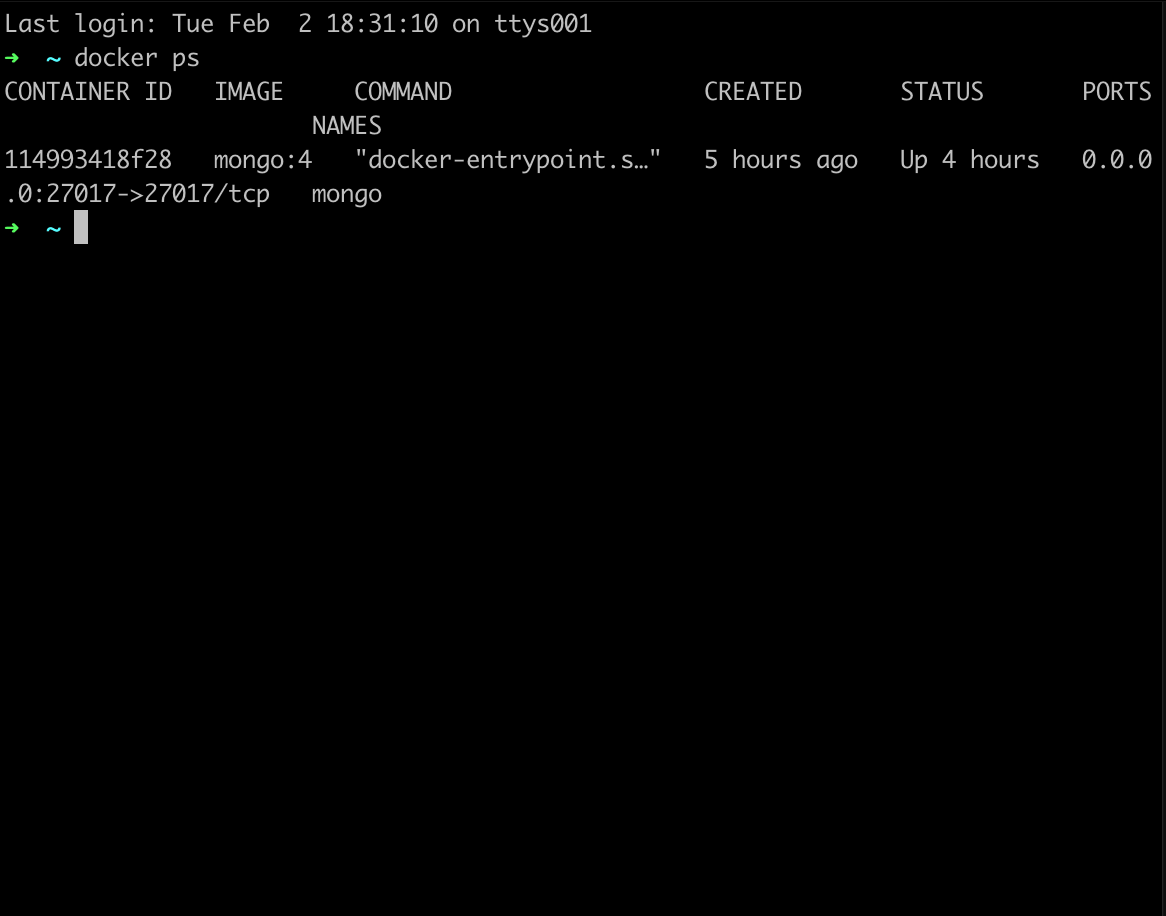 Last login: Tue Feb  2 18:31:10 on ttys001
➜  ~ docker ps
CONTAINER ID   IMAGE     COMMAND                  CREATED       STATUS       PORTS
                      NAMES
114993418f28   mongo:4   "docker-entrypoint.s…"   5 hours ago   Up 4 hours   0.0.0
.0:27017->27017/tcp   mongo
➜  ~